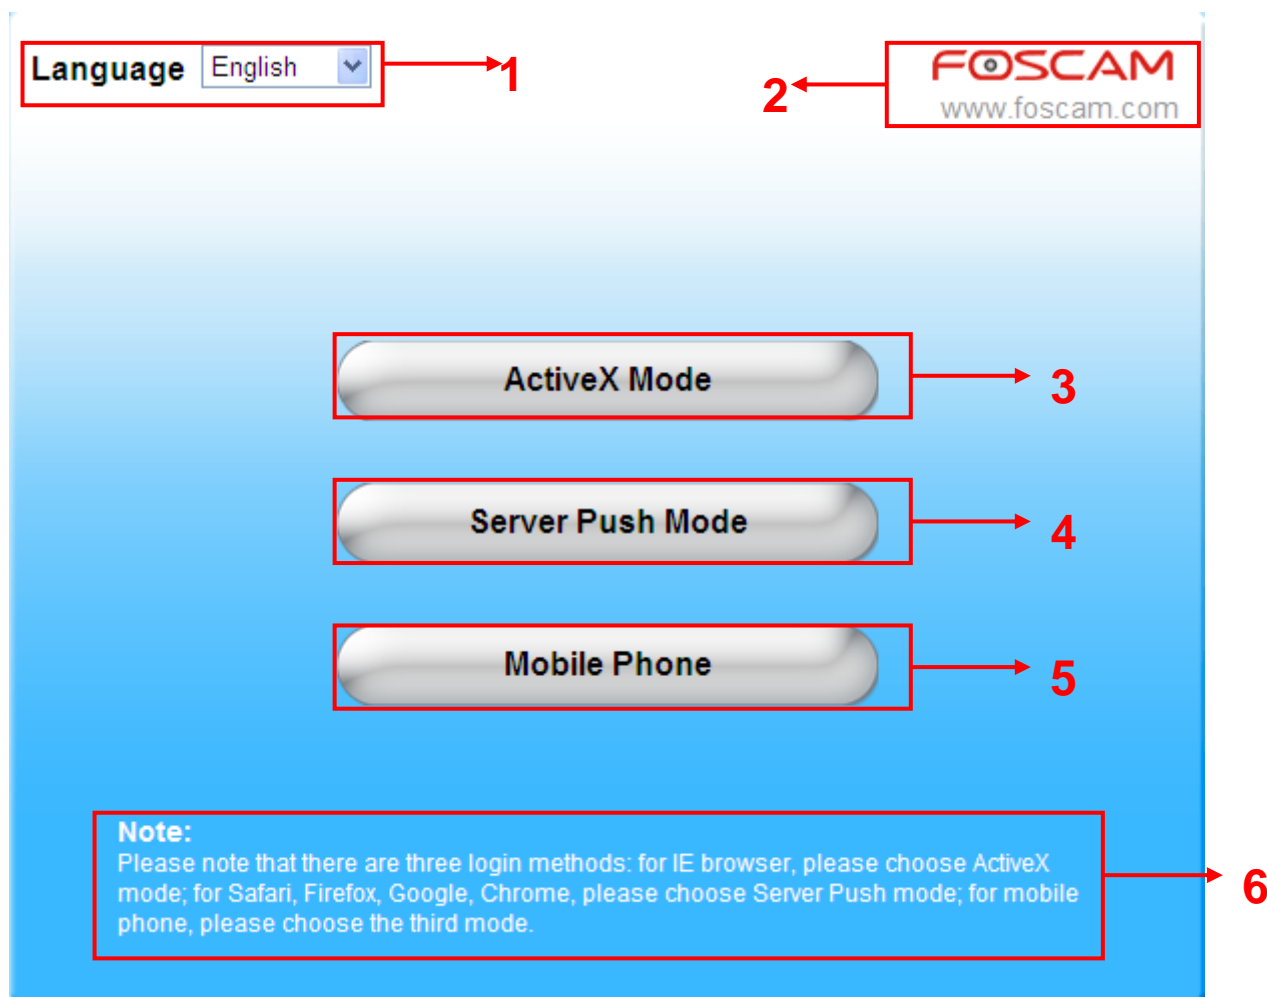 Language English 1
2 FOSCAM
www.foscam.com
ActiveX Mode 3
Server Push Mode 4
Mobile Phone 5
Note:
Please note that there are three login methods: for IE browser, please choose ActiveX
mode; for Safari, Firefox, Google, Chrome, please choose Server Push mode; for mobile
phone, please choose the third mode.
6